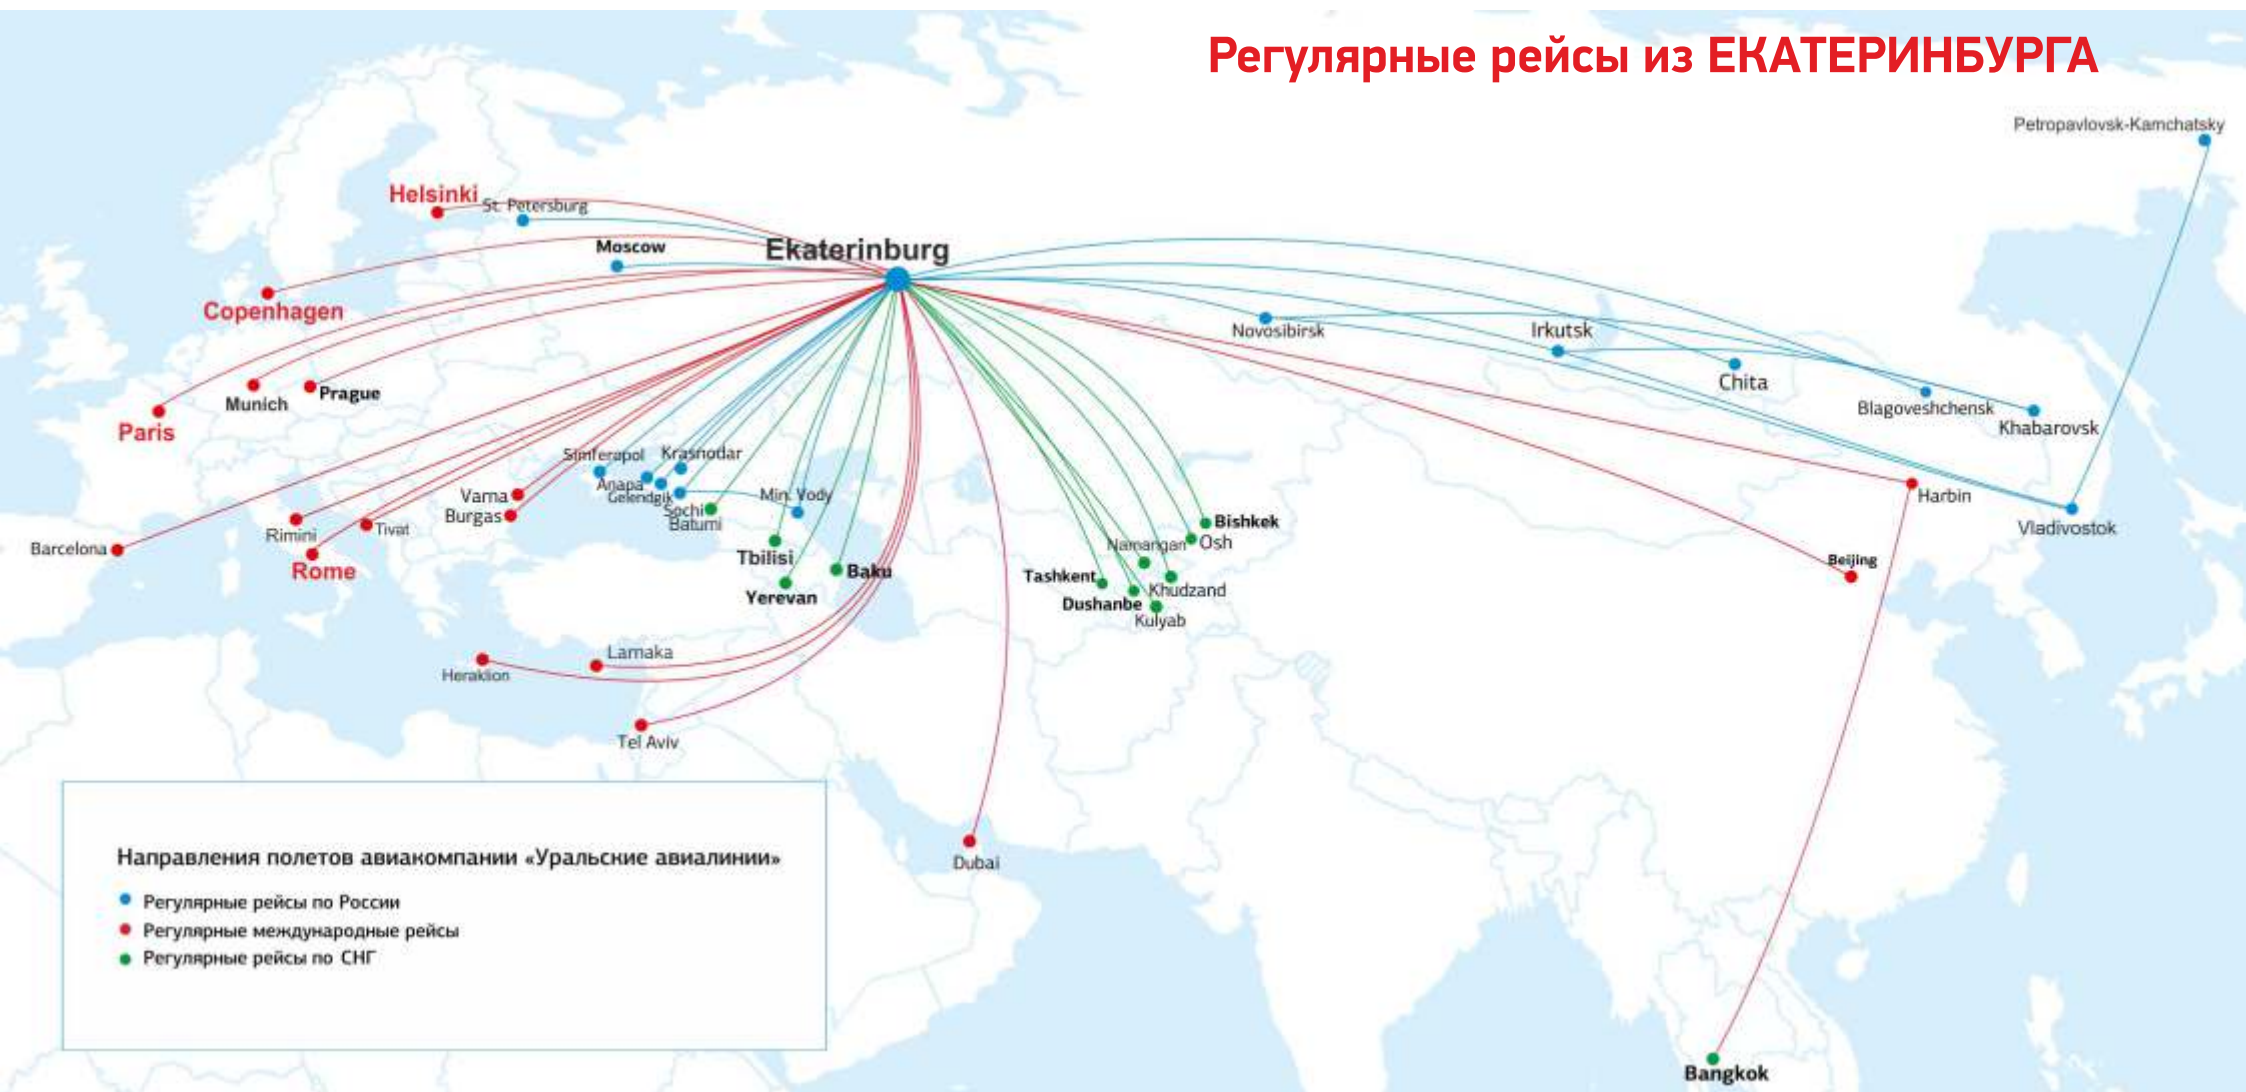 Регулярные рейсы из ЕКАТЕРИНБУРГА
Petropavlovsk-Kamchatsky
Helsinki
St. Petersburg
Moscow
Ekaterinburg
Copenhagen
Novosibirsk
Irkutsk
Chita
Munich
Prague
Paris
Blagoveshchensk
Khabarovsk
Simferopol
Krasnodar
Anapa
Gelendgik
Min. Vody
Sochi
Batumi
Varna
Burgas
Rimini
Tivat
Barcelona
Rome
Harbin
Vladivostok
Bishkek
Osh
Namangan
Tbilisi
Baku
Yerevan
Tashkent
Khudzand
Dushanbe
Kulyab
Beijing
Larnaka
Heraklion
Tel Aviv
Dubai
Направления полетов авиакомпании «Уральские авиалинии»
Регулярные рейсы по России
Регулярные международные рейсы
Регулярные рейсы по СНГ
Bangkok